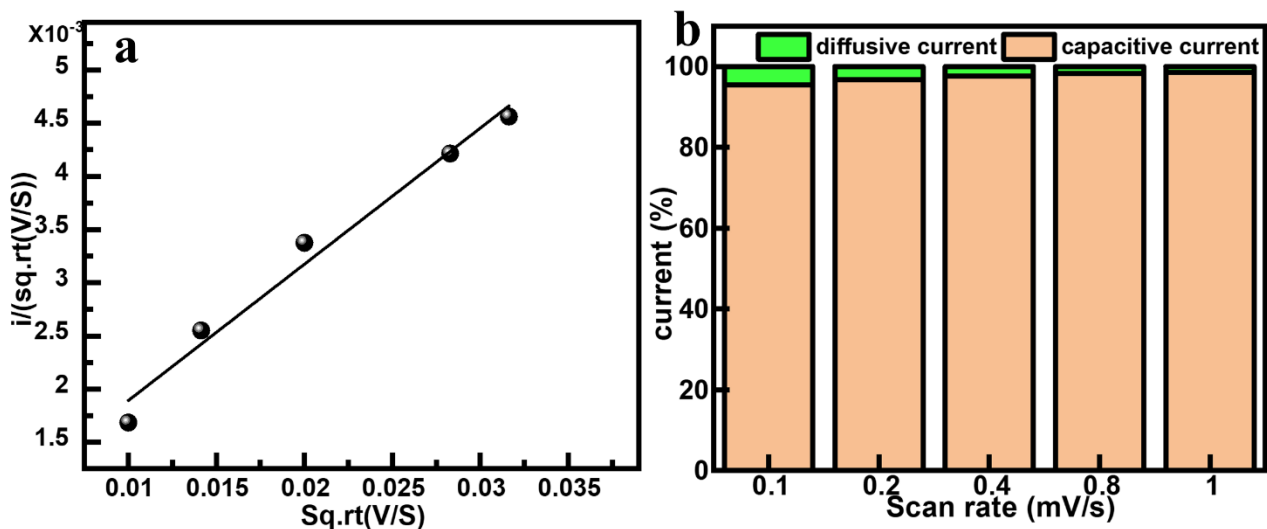 a
X10-3
5
4.5
4
3.5
3
2.5
2
1.5
i/(sq.rt(V/S))
0.01 0.015 0.02 0.025 0.03 0.035
Sq.rt(V/S)
b
diffusive current capacitive current
100
80
60
40
20
0
current (%)
0.1 0.2 0.4 0.8 1
Scan rate (mV/s)